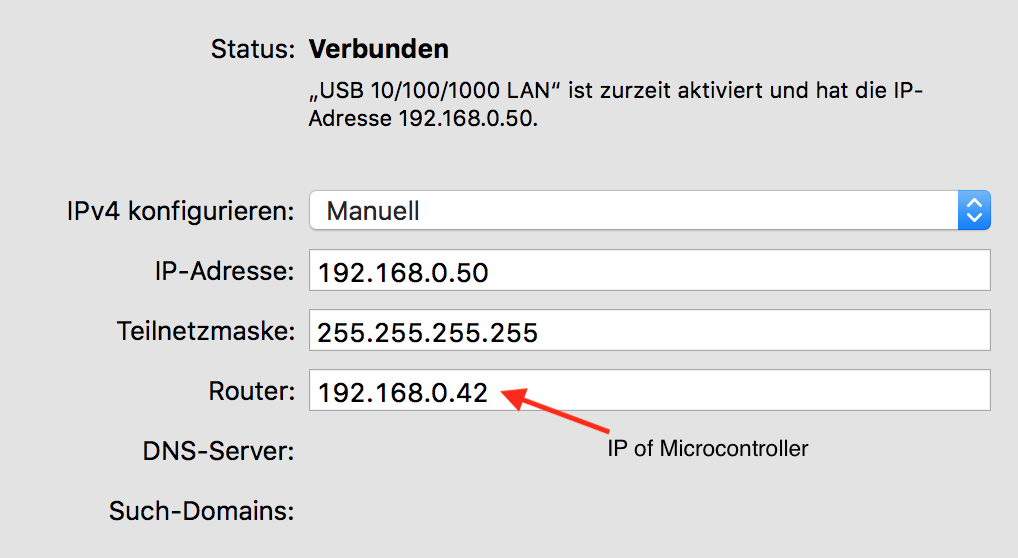 Status: Verbunden
„USB 10/100/1000 LAN“ ist zurzeit aktiviert und hat die IP-
Adresse 192.168.0.50.
IPv4 konfigurieren: Manuell
IP-Adresse: 192.168.0.50
Teilnetzmaske: 255.255.255.255
Router: 192.168.0.42
DNS-Server:
IP of Microcontroller
Such-Domains: